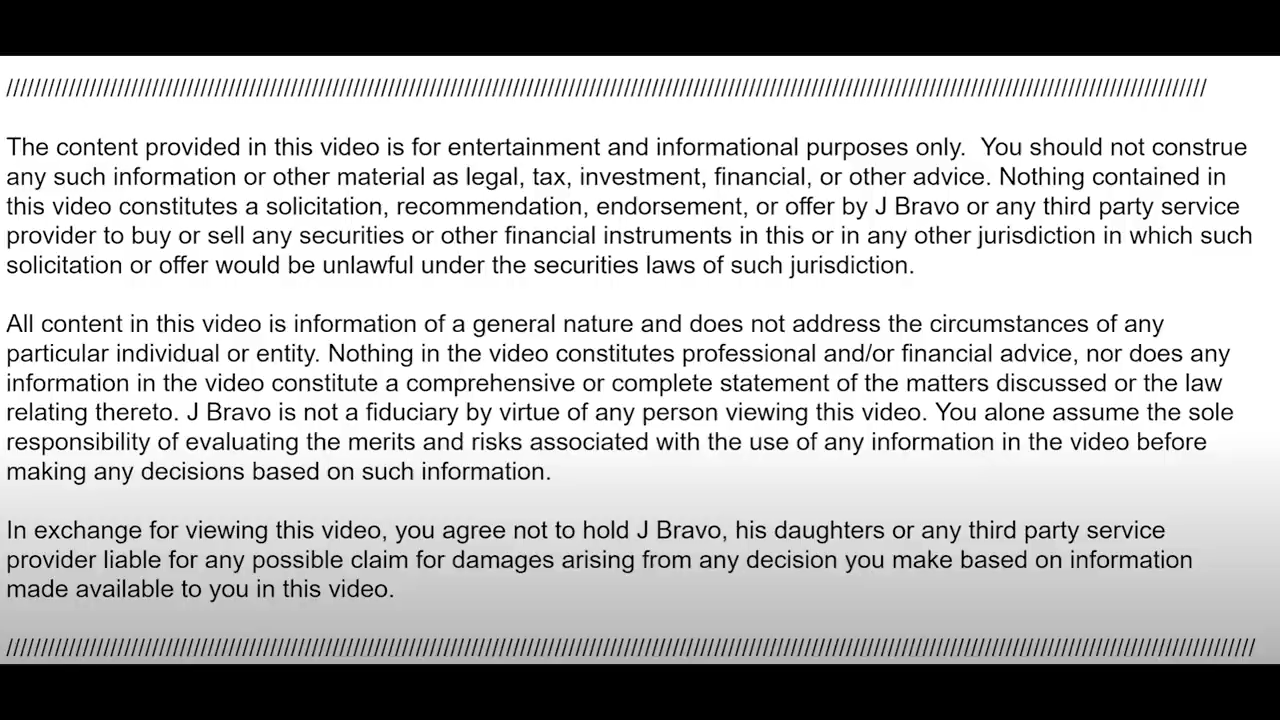 ////////////////////////////////////////////////////////////////////////////////////////////////////////////////////////////////////////////////////////////////////////////////
The content provided in this video is for entertainment and informational purposes only.  You should not construe
any such information or other material as legal, tax, investment, financial, or other advice. Nothing contained in
this video constitutes a solicitation, recommendation, endorsement, or offer by J Bravo or any third party service
provider to buy or sell any securities or other financial instruments in this or in any other jurisdiction in which such
solicitation or offer would be unlawful under the securities laws of such jurisdiction.
All content in this video is information of a general nature and does not address the circumstances of any
particular individual or entity. Nothing in the video constitutes professional and/or financial advice, nor does any
information in the video constitute a comprehensive or complete statement of the matters discussed or the law
relating thereto. J Bravo is not a fiduciary by virtue of any person viewing this video. You alone assume the sole
responsibility of evaluating the merits and risks associated with the use of any information in the video before
making any decisions based on such information.
In exchange for viewing this video, you agree not to hold J Bravo, his daughters or any third party service
provider liable for any possible claim for damages arising from any decision you make based on information
made available to you in this video.
////////////////////////////////////////////////////////////////////////////////////////////////////////////////////////////////////////////////////////////////////////////////////////